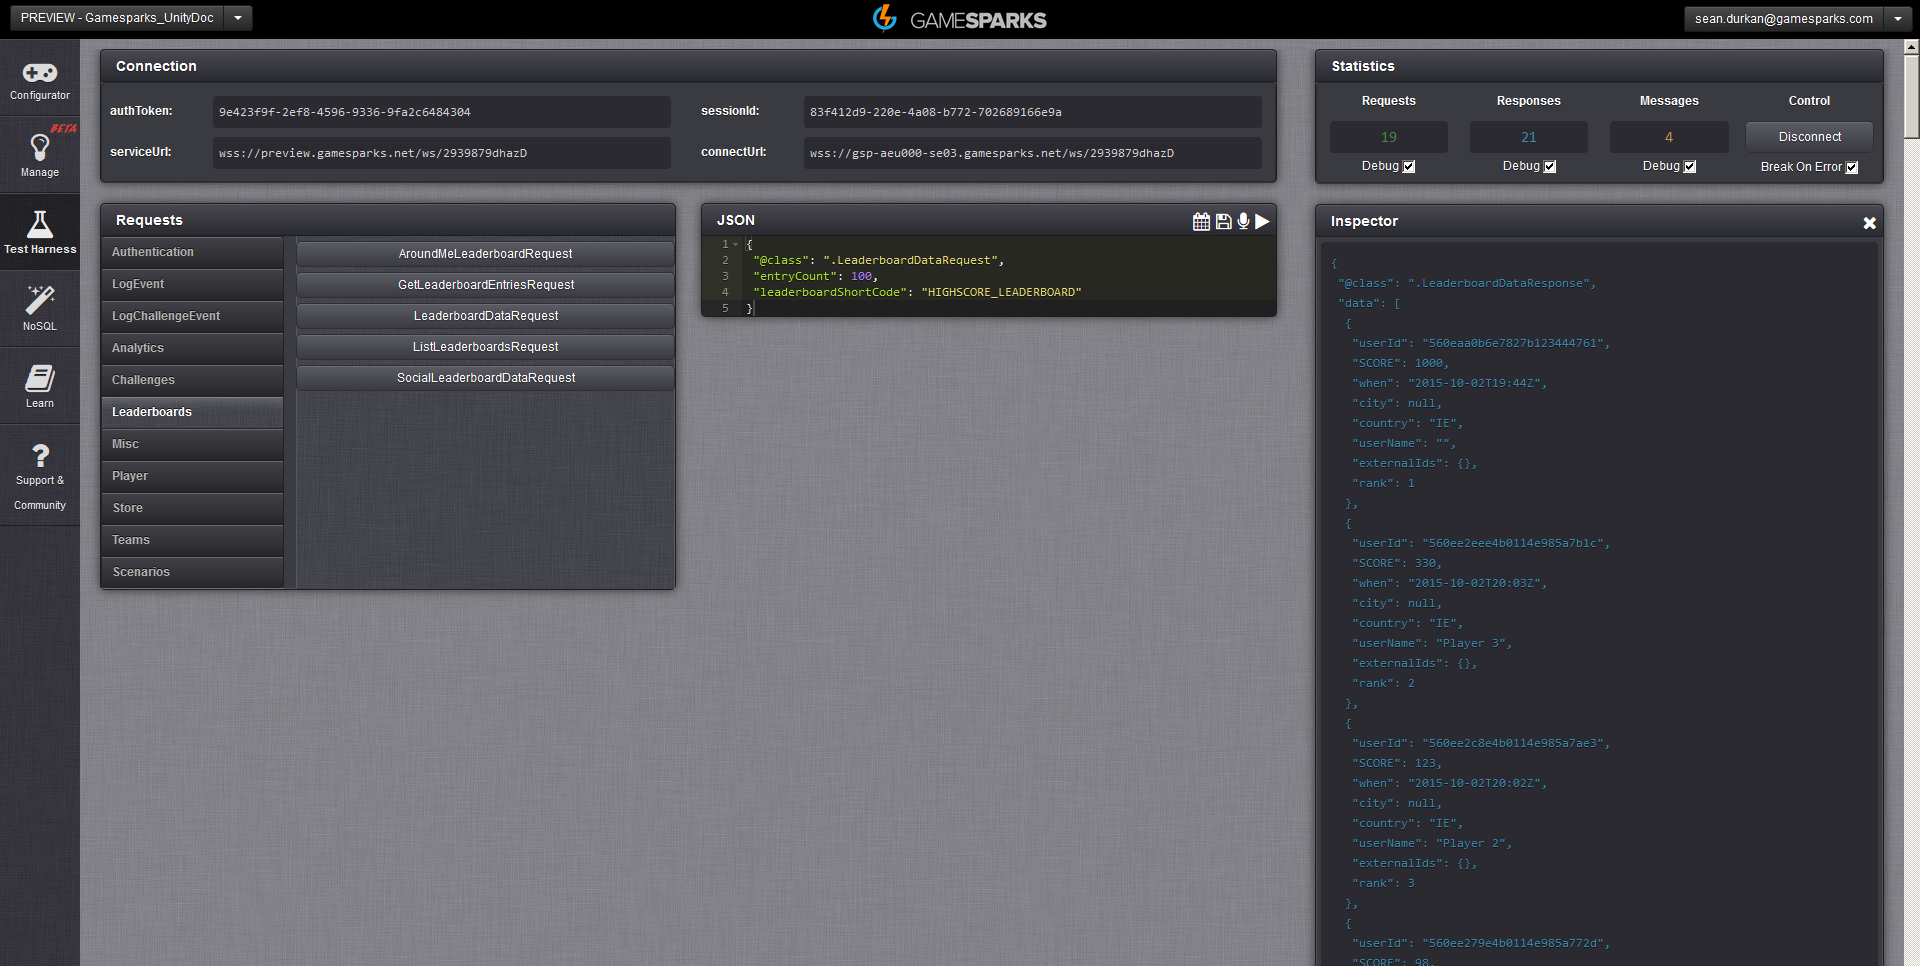 PREVIEW - Gamesparks_UnityDoc
GAMESPARKS
sean.durkan@gamesparks.com
Configurator
BETA
Manage
Test Harness
NoSQL
Learn
Support &
Community
Connection
authToken:
9e423f9f-2ef8-4596-9336-9fa2c6484304
sessionId:
83f412d9-220e-4a08-b772-702689166e9a
serviceUrl:
wss://preview.gamesparks.net/ws/2939879dhazD
connectUrl:
wss://gsp-aeu000-se03.gamesparks.net/ws/2939879dhazD
Statistics
Requests
Responses
Messages
Control
19
21
4
Disconnect
Debug
Debug
Debug
Break On Error
Requests
Authentication
LogEvent
LogChallengeEvent
Analytics
Challenges
Leaderboards
Misc
Player
Store
Teams
Scenarios
AroundMeLeaderboardRequest
GetLeaderboardEntriesRequest
LeaderboardDataRequest
ListLeaderboardsRequest
SocialLeaderboardDataRequest
JSON
1 {
2 "@class": ".LeaderboardDataRequest",
3 "entryCount": 100,
4 "leaderboardShortCode": "HIGHSCORE_LEADERBOARD"
5 }
Inspector
{
"@class": ".LeaderboardDataResponse",
"data": [
{
"userId": "560eaa0b6e7827b123444761",
"SCORE": 1000,
"when": "2015-10-02T19:44Z",
"city": null,
"country": "IE",
"userName": "",
"externalIds": {},
"rank": 1
},
{
"userId": "560ee2eee4b0114e985a7b1c",
"SCORE": 330,
"when": "2015-10-02T20:03Z",
"city": null,
"country": "IE",
"userName": "Player 3",
"externalIds": {},
"rank": 2
},
{
"userId": "560ee2c8e4b0114e985a7ae3",
"SCORE": 123,
"when": "2015-10-02T20:02Z",
"city": null,
"country": "IE",
"userName": "Player 2",
"externalIds": {},
"rank": 3
},
{
"userId": "560ee279e4b0114e985a772d",
"SCORE": 98,